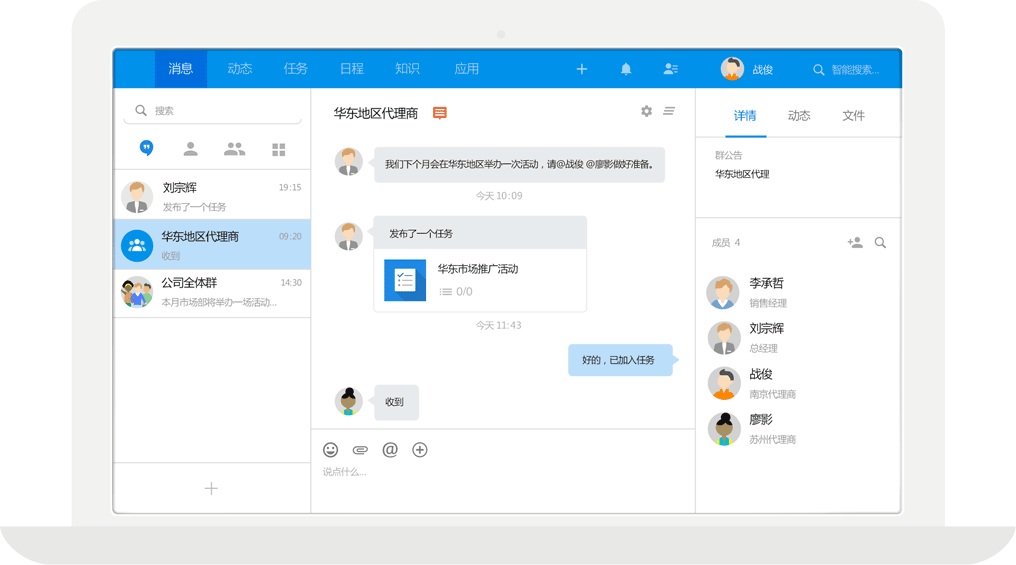 消息
动态
任务
日程
知识
应用
战俊
智能搜索...
搜索
刘宗辉
19:15
发布了一个任务
华东地区代理商
09:20
收到
公司全体群
14:30
本月市场部将举办一场活动...
华东地区代理商
我们下个月会在华东地区举办一次活动，请@战俊 @廖影做好准备。
今天 10:09
发布了一个任务
华东市场推广活动
0/0
今天 11:43
好的，已加入任务
收到
说点什么...
详情
动态
文件
群公告
华东地区代理
成员 4
李承哲
销售经理
刘宗辉
总经理
战俊
南京代理商
廖影
苏州代理商